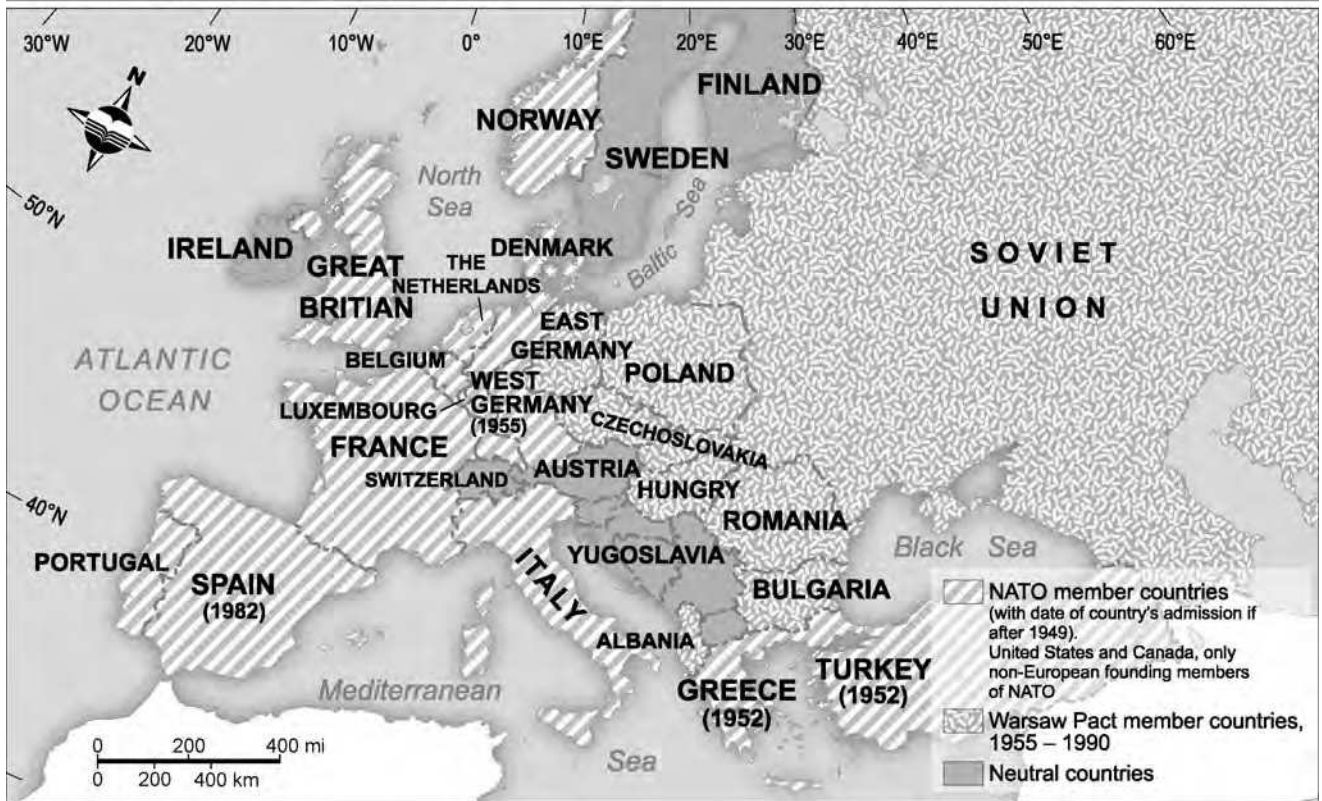 30°W 20°W 10°W 0° 10°E 20°E 30°E 40°E 50°E 60°E
N
50°N
40°N
FINLAND
NORWAY
SWEDEN
North
Sea
Baltic Sea
IRELAND
GREAT
BRITIAN
DENMARK
THE
NETHERLANDS
SOVIET
UNION
ATLANTIC
OCEAN
BELGIUM
EAST
GERMANY
POLAND
WEST
GERMANY
(1955)
LUXEMBOURG
CZECHOSLOVAKIA
FRANCE
SWITZERLAND
AUSTRIA
HUNGRY
ROMANIA
YUGOSLAVIA
Black Sea
PORTUGAL
SPAIN
(1982)
ITALY
BULGARIA
ALBANIA
GREECE
(1952)
TURKEY
(1952)
Mediterranean
Sea
0 200 400 mi
0 200 400 km
NATO member countries
(with date of country's admission if
after 1949).
United States and Canada, only
non-European founding members
of NATO
Warsaw Pact member countries,
1955 – 1990
Neutral countries